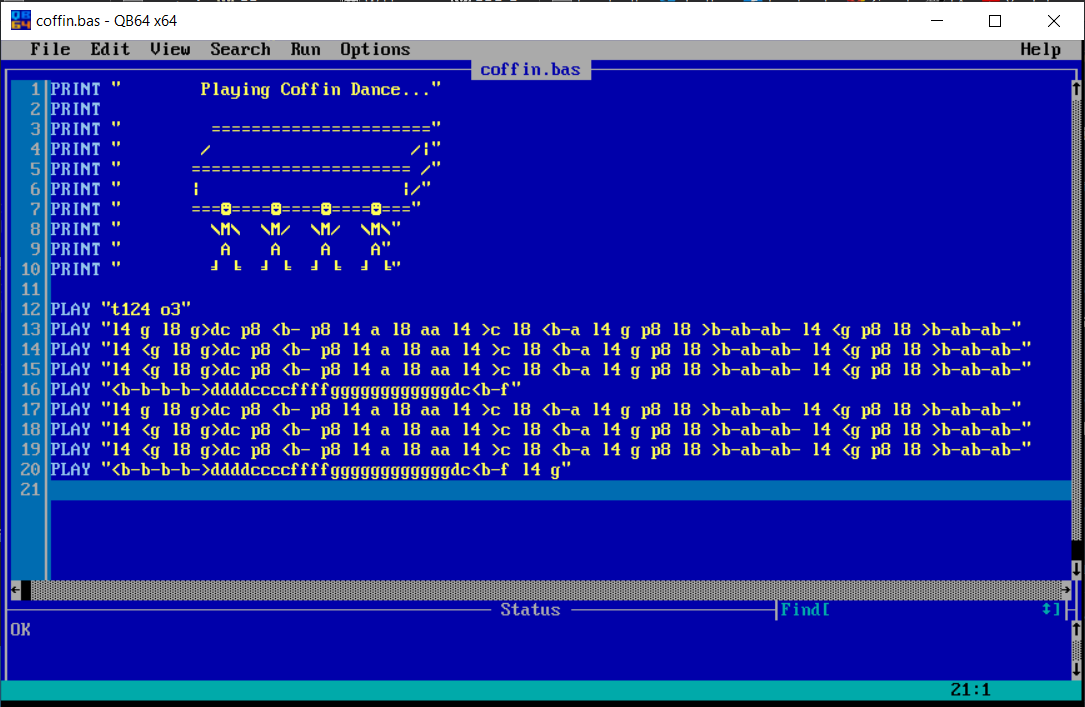 coffin.bas - QB64 x64
File Edit View Search Run Options Help
coffin.bas
1 PRINT "        Playing Coffin Dance..."
2 PRINT
3 PRINT "         ======================"
4 PRINT "        /                    /|"
5 PRINT "       ====================== /"
6 PRINT "       |                    |/"
7 PRINT "       ===☻====☻====☻====☻==="
8 PRINT "         \M\  \M/  \M/  \M\"
9 PRINT "          A    A    A    A"
10 PRINT "         ╛ ╘  ╛ ╘  ╛ ╘  ╛ ╘"
11
12 PLAY "t124 o3"
13 PLAY "l4 g l8 g>dc p8 <b- p8 l4 a l8 aa l4 >c l8 <b-a l4 g p8 l8 >b-ab-ab- l4 <g p8 l8 >b-ab-ab-"
14 PLAY "l4 <g l8 g>dc p8 <b- p8 l4 a l8 aa l4 >c l8 <b-a l4 g p8 l8 >b-ab-ab- l4 <g p8 l8 >b-ab-ab-"
15 PLAY "l4 <g l8 g>dc p8 <b- p8 l4 a l8 aa l4 >c l8 <b-a l4 g p8 l8 >b-ab-ab- l4 <g p8 l8 >b-ab-ab-"
16 PLAY "<b-b-b-b->ddddccccffffggggggggggggdc<b-f"
17 PLAY "l4 g l8 g>dc p8 <b- p8 l4 a l8 aa l4 >c l8 <b-a l4 g p8 l8 >b-ab-ab- l4 <g p8 l8 >b-ab-ab-"
18 PLAY "l4 <g l8 g>dc p8 <b- p8 l4 a l8 aa l4 >c l8 <b-a l4 g p8 l8 >b-ab-ab- l4 <g p8 l8 >b-ab-ab-"
19 PLAY "l4 <g l8 g>dc p8 <b- p8 l4 a l8 aa l4 >c l8 <b-a l4 g p8 l8 >b-ab-ab- l4 <g p8 l8 >b-ab-ab-"
20 PLAY "<b-b-b-b->ddddccccffffggggggggggggdc<b-f l4 g"
21
Status
Find[ ↕]
OK
21:1